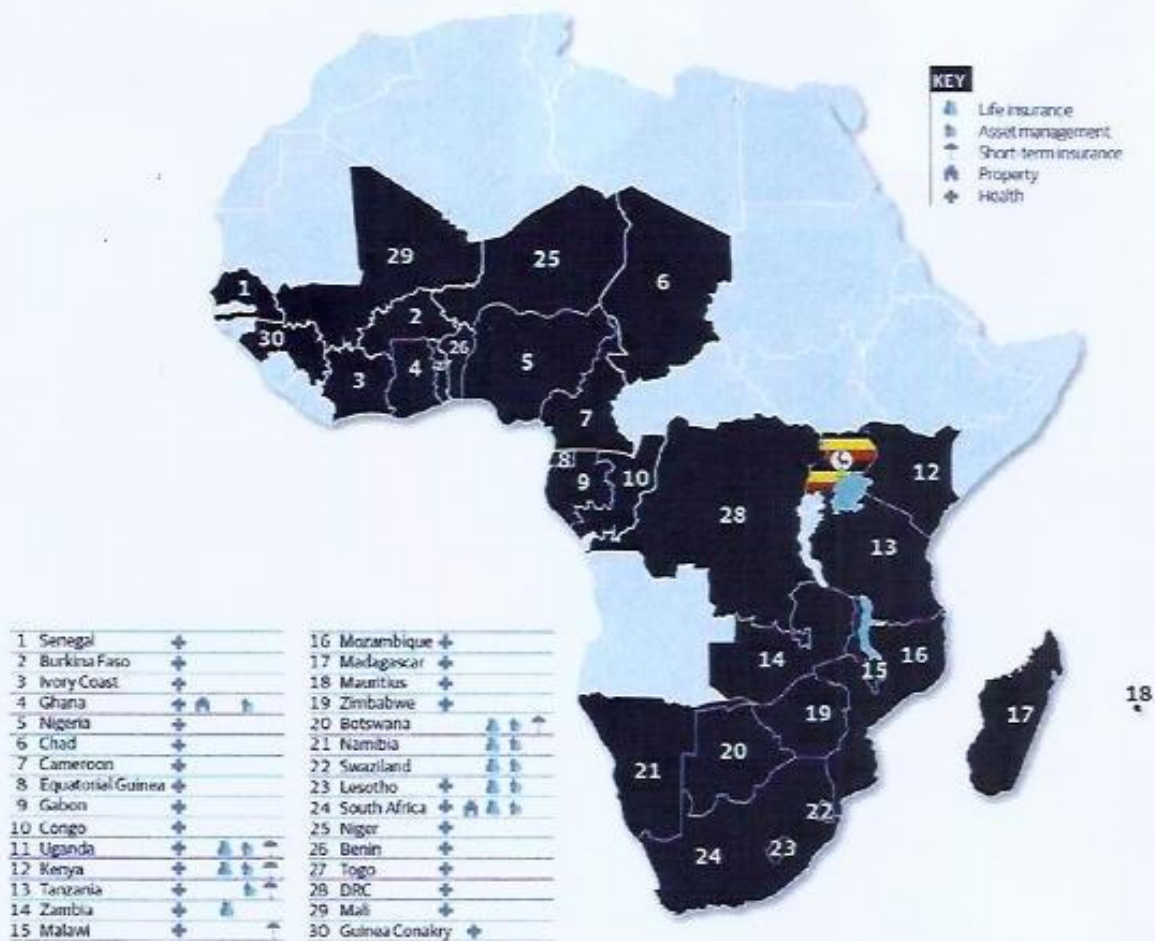 KEY
Life insurance
Asset management
Short-term insurance
Property
Health
29
25
6
1
2
30
26
5
3
4
27
7
8
9
10
12
28
13
14
15
16
17
18
19
20
21
22
23
24
1 Senegal
2 Burkina Faso
3 Ivory Coast
4 Ghana
5 Nigeria
6 Chad
7 Cameroon
8 Equatorial Guinea
9 Gabon
10 Congo
11 Uganda
12 Kenya
13 Tanzania
14 Zambia
15 Malawi
16 Mozambique
17 Madagascar
18 Mauritius
19 Zimbabwe
20 Botswana
21 Namibia
22 Swaziland
23 Lesotho
24 South Africa
25 Niger
26 Benin
27 Togo
28 DRC
29 Mali
30 Guinea Conakry